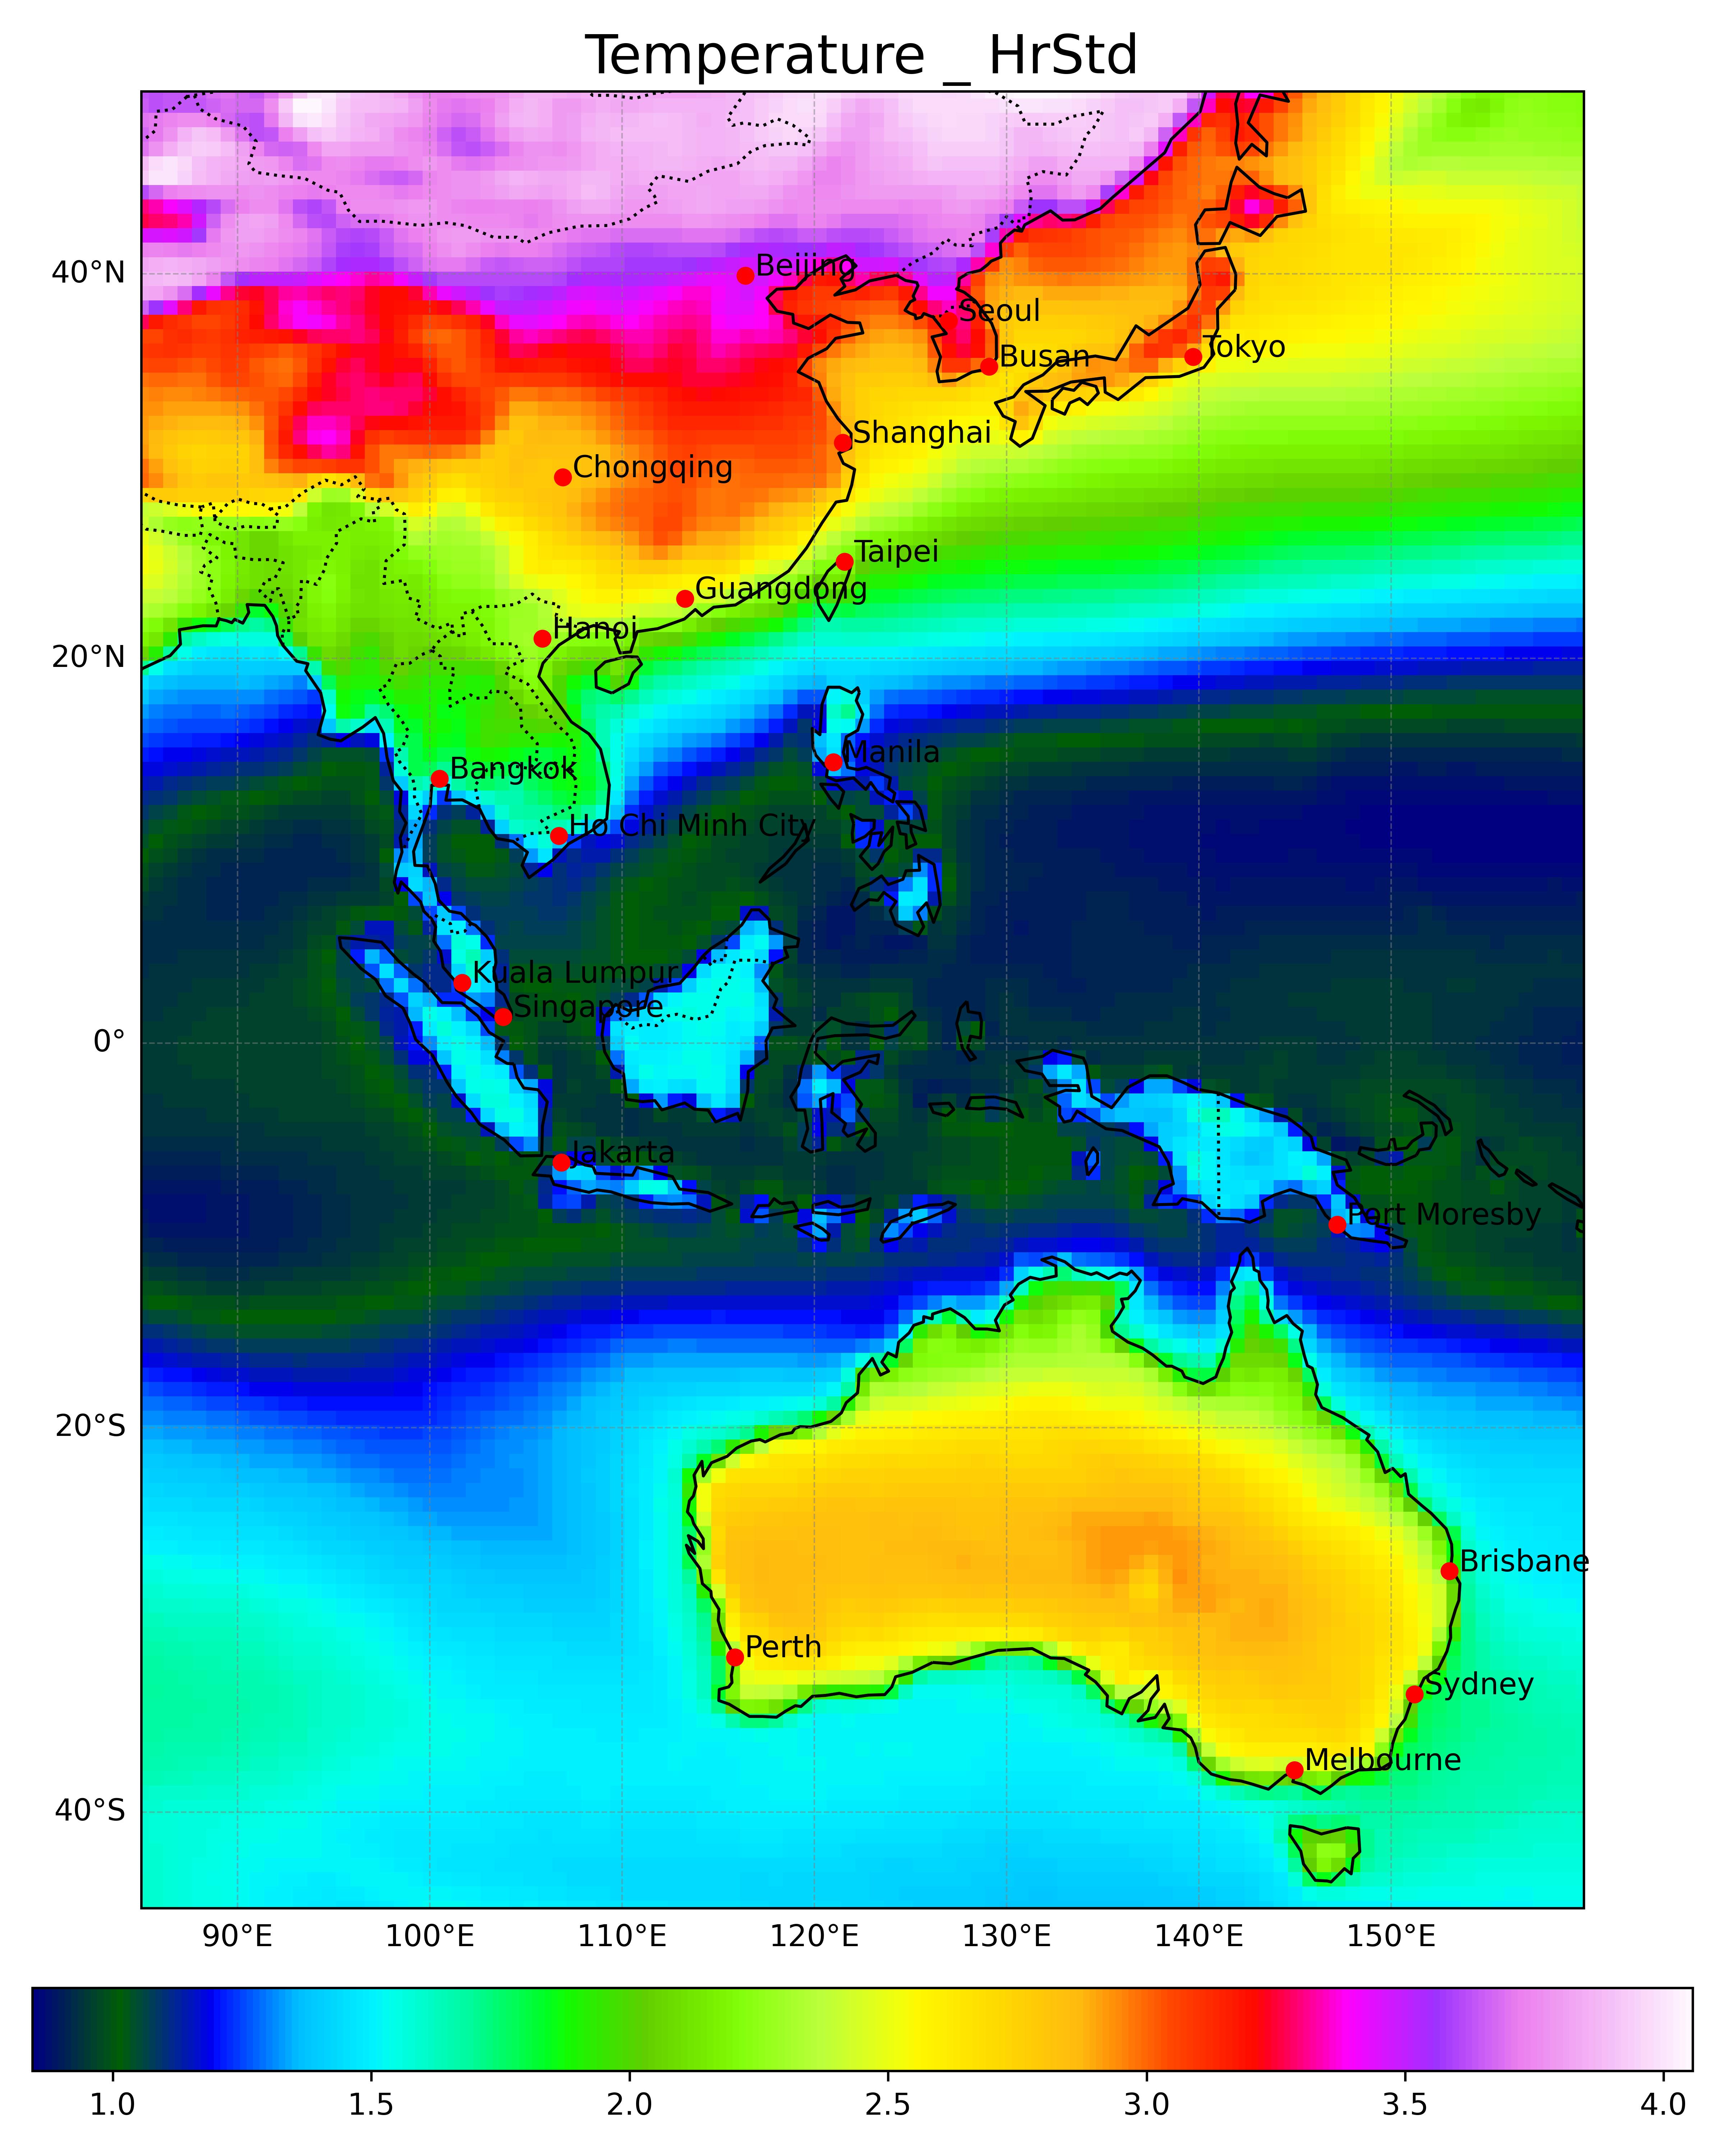 Temperature _ HrStd
40°N
20°N
0°
20°S
40°S
Beijing
Seoul
Busan
Tokyo
Shanghai
Chongqing
Taipei
Guangdong
Hanoi
Manila
Bangkok
Ho Chi Minh City
Kuala Lumpur
Singapore
Jakarta
Port Moresby
Brisbane
Perth
Sydney
Melbourne
90°E 100°E 110°E 120°E 130°E 140°E 150°E
1.0 1.5 2.0 2.5 3.0 3.5 4.0